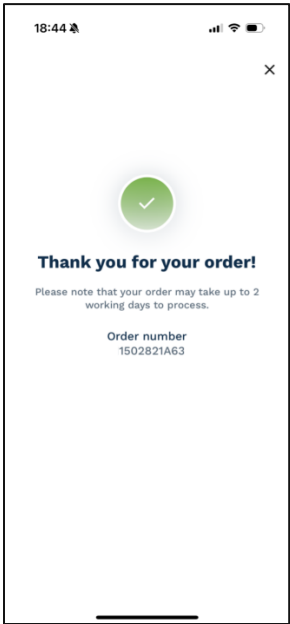 18:44
Thank you for your order!
Please note that your order may take up to 2
working days to process.
Order number
1502821A63